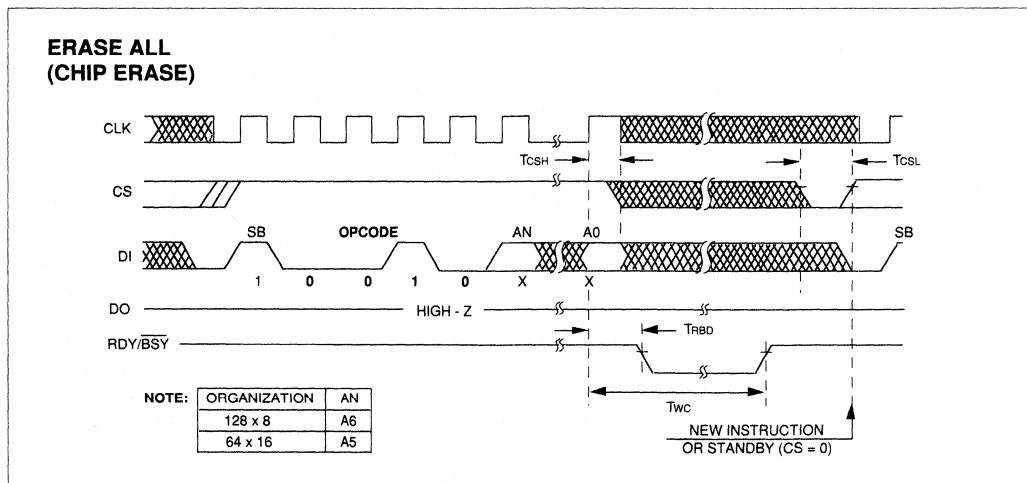 ERASE ALL
(CHIP ERASE)
CLK
TCSH
TCSL
CS
SB OPCODE AN A0 SB
DI
1 0 0 1 0 X X
DO HIGH - Z
TRBD
RDY/BSY
TWC
NOTE: ORGANIZATION AN
128 x 8 A6
64 x 16 A5
NEW INSTRUCTION
OR STANDBY (CS = 0)